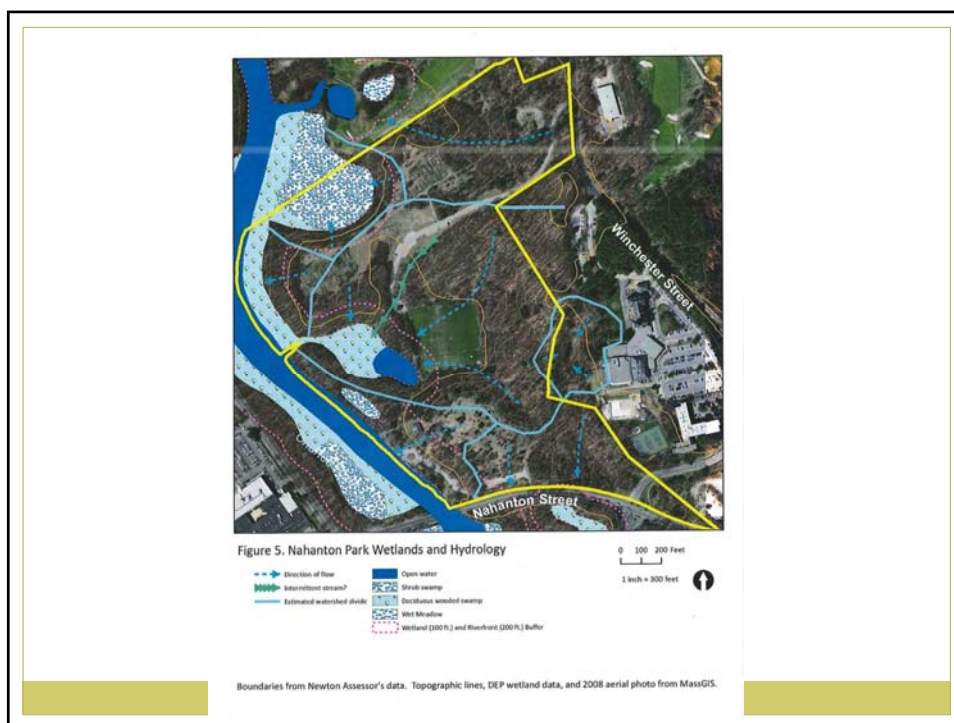 Winchester Street
Nahanton Street
Figure 5. Nahanton Park Wetlands and Hydrology
0 100 200 Feet
1 inch = 300 feet
Direction of flow
Intermittent stream?
Estimated watershed divide
Open water
Shrub swamp
Deciduous wooded swamp
Wet Meadow
Wetland (100 ft.) and Riverfront (200 ft.) Buffer
Boundaries from Newton Assessor's data. Topographic lines, DEP wetland data, and 2008 aerial photo from MassGIS.